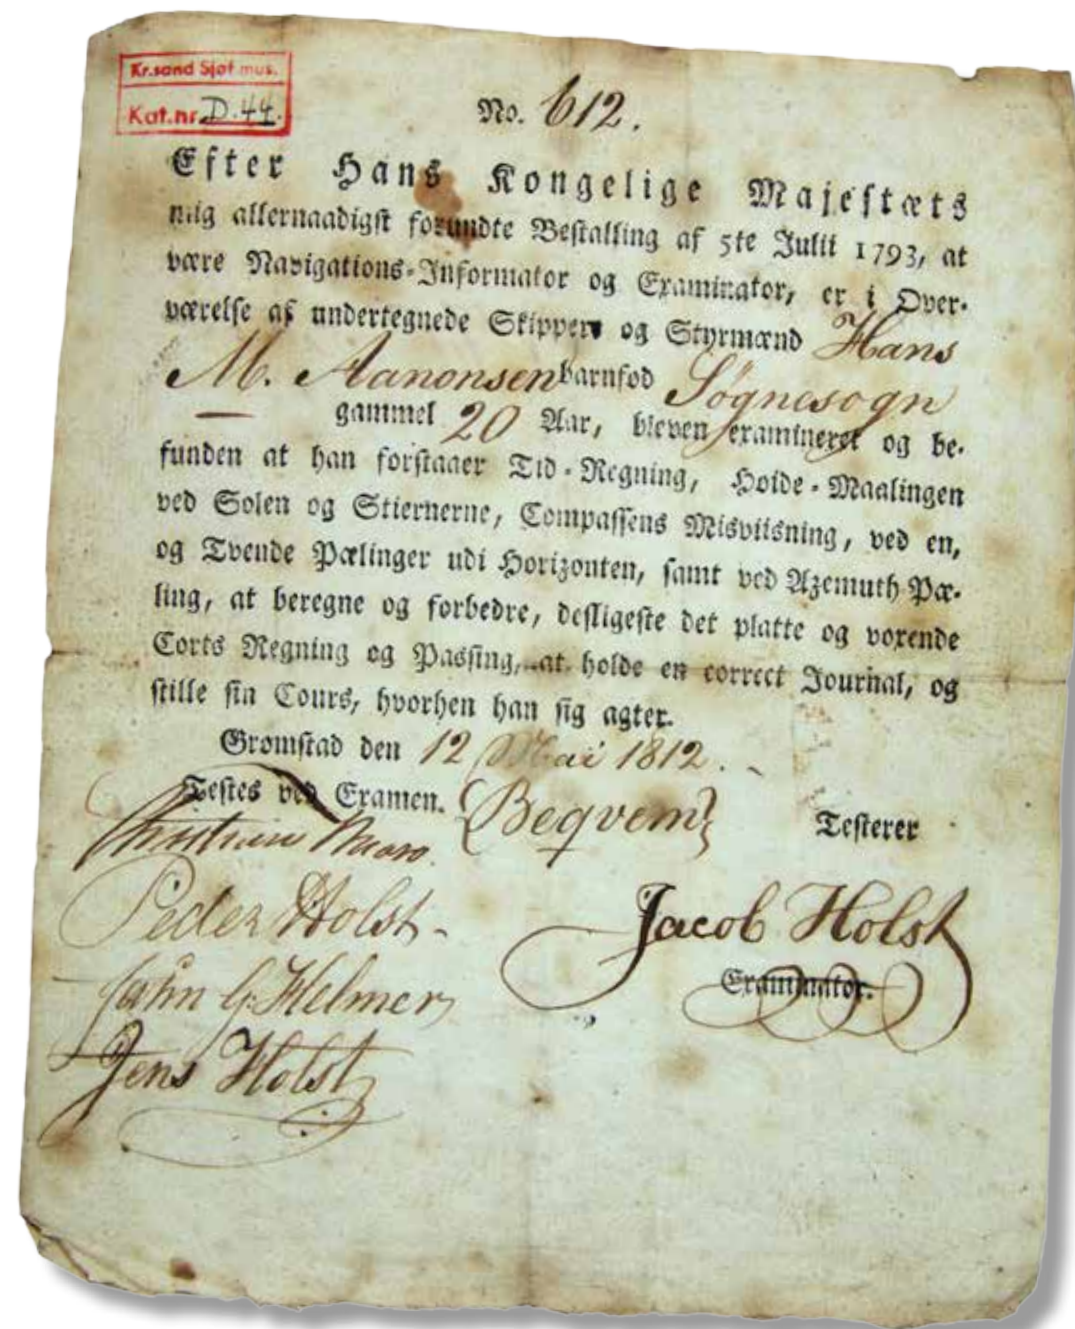 Kr.sand Sjøf.mus.
Kat.nr. D.44.
No. 612.
Efter Hans Kongelige Majestæts
mig allernaadigst forundte Bestalling af 5te Julii 1793, at
være Navigations-Informator og Examinator, er i Over-
værelse af undertegnede Skippere og Styrmænd Hans
M. Aanonsen barnfød Søgnesogn
gammel 20 Aar, bleven examineret og be-
funden at han forstaaer Tid-Regning, Høide-Maalingen
ved Solen og Stiernerne, Compassens Misviisning, ved en,
og Tvende Pælinger udi Horizonten, samt ved Azemuth Pæ-
ling, at beregne og forbedre, desligeste det platte og voxende
Corts Regning og Passing, at holde en correct Journal, og
stille sin Cours, hvorhen han sig agter.
Gromstad den 12 Mai 1812.
Testes ved Examen. {Beqvem} Testerer
Christian
Peder Holst
Jahn G. Helmer
Jens Holst
Jacob Holst
Examinator.